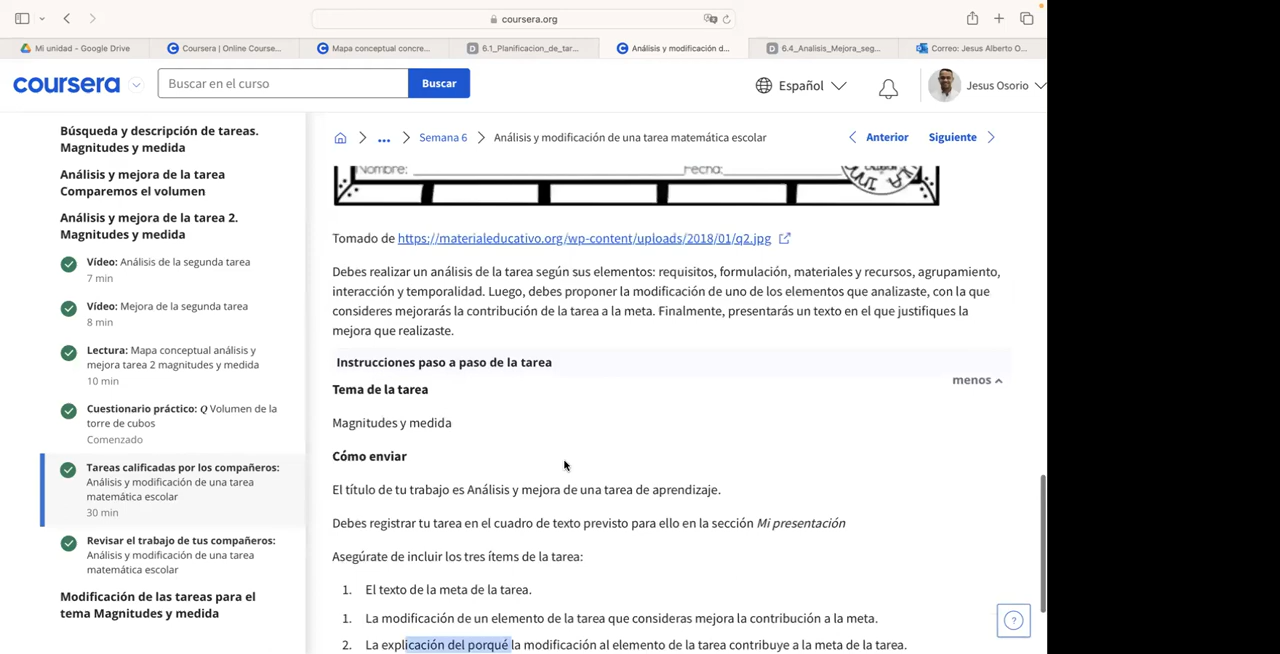 coursera.org
Mi unidad - Google Drive
Coursera | Online Course...
Mapa conceptual concre...
6.1_Planificacion_de_tar...
Análisis y modificación d...
6.4_Analisis_Mejora_seg...
Correo: Jesus Alberto O...
coursera
Buscar en el curso
Buscar
Español
Jesus Osorio
Búsqueda y descripción de tareas.
Magnitudes y medida
Análisis y mejora de la tarea
Comparemos el volumen
Análisis y mejora de la tarea 2.
Magnitudes y medida
Vídeo: Análisis de la segunda tarea
7 min
Vídeo: Mejora de la segunda tarea
8 min
Lectura: Mapa conceptual análisis y
mejora tarea 2 magnitudes y medida
10 min
Cuestionario práctico: Q Volumen de la
torre de cubos
Comenzado
Tareas calificadas por los compañeros:
Análisis y modificación de una tarea
matemática escolar
30 min
Revisar el trabajo de tus compañeros:
Análisis y modificación de una tarea
matemática escolar
Modificación de las tareas para el
tema Magnitudes y medida
... Semana 6 Análisis y modificación de una tarea matemática escolar
Anterior Siguiente
Nombre: Fecha:
Tomado de https://materialeducativo.org/wp-content/uploads/2018/01/q2.jpg
Debes realizar un análisis de la tarea según sus elementos: requisitos, formulación, materiales y recursos, agrupamiento,
interacción y temporalidad. Luego, debes proponer la modificación de uno de los elementos que analizaste, con la que
consideres mejorarás la contribución de la tarea a la meta. Finalmente, presentarás un texto en el que justifiques la
mejora que realizaste.
Instrucciones paso a paso de la tarea
menos
Tema de la tarea
Magnitudes y medida
Cómo enviar
El título de tu trabajo es Análisis y mejora de una tarea de aprendizaje.
Debes registrar tu tarea en el cuadro de texto previsto para ello en la sección Mi presentación
Asegúrate de incluir los tres ítems de la tarea:
1. El texto de la meta de la tarea.
1. La modificación de un elemento de la tarea que consideras mejora la contribución a la meta.
2. La explicación del porqué la modificación al elemento de la tarea contribuye a la meta de la tarea.
?